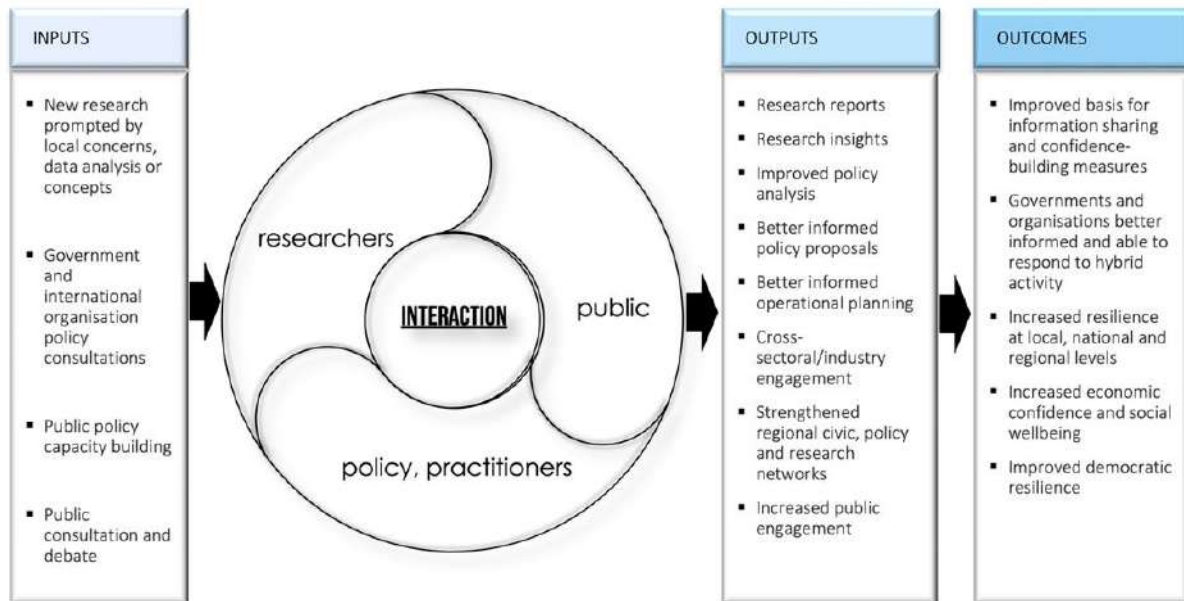 INPUTS
▪ New research
prompted by
local concerns,
data analysis or
concepts
▪ Government
and
international
organisation
policy
consultations
▪ Public policy
capacity building
▪ Public
consultation and
debate
researchers
INTERACTION
public
policy, practitioners
OUTPUTS
▪ Research reports
▪ Research insights
▪ Improved policy
analysis
▪ Better informed
policy proposals
▪ Better informed
operational planning
▪ Cross-
sectoral/industry
engagement
▪ Strengthened
regional civic, policy
and research
networks
▪ Increased public
engagement
OUTCOMES
▪ Improved basis for
information sharing
and confidence-
building measures
▪ Governments and
organisations better
informed and able to
respond to hybrid
activity
▪ Increased resilience
at local, national and
regional levels
▪ Increased economic
confidence and social
wellbeing
▪ Improved democratic
resilience